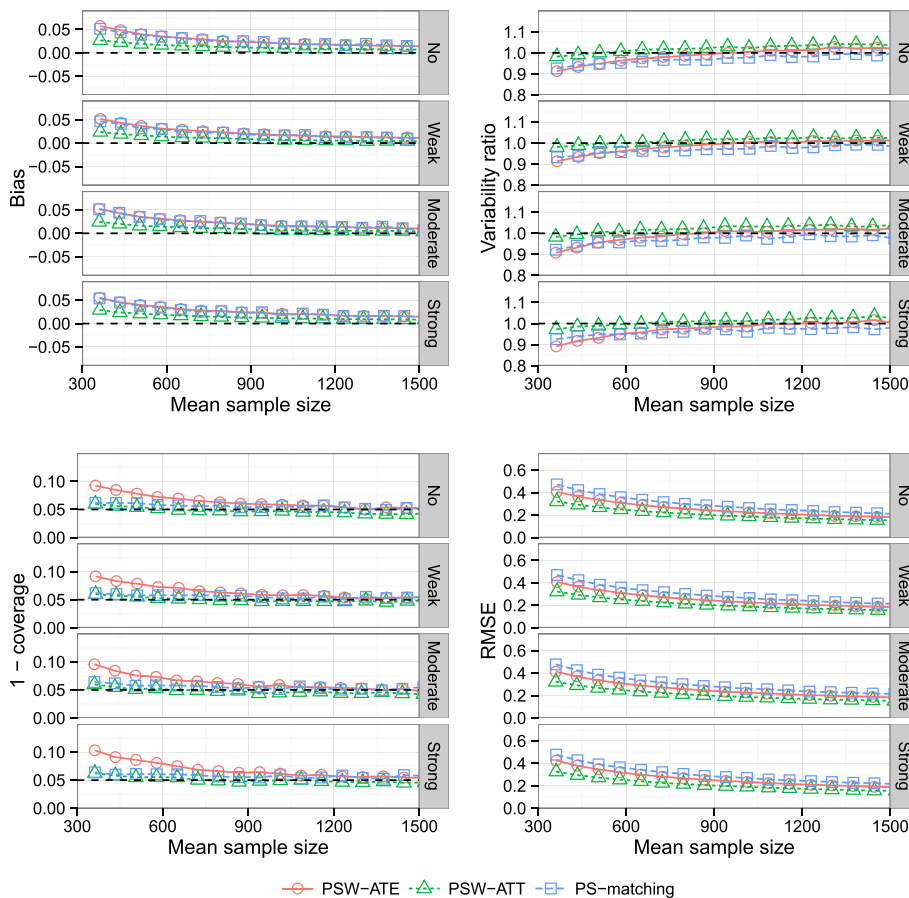 Bias
0.05
0.00
−0.05
No
0.05
0.00
−0.05
Weak
0.05
0.00
−0.05
Moderate
0.05
0.00
−0.05
Strong
300 600 900 1200 1500
Mean sample size
Variability ratio
1.1
1.0
0.9
0.8
No
1.1
1.0
0.9
0.8
Weak
1.1
1.0
0.9
0.8
Moderate
1.1
1.0
0.9
0.8
Strong
300 600 900 1200 1500
Mean sample size
1 − coverage
0.10
0.05
0.00
No
0.10
0.05
0.00
Weak
0.10
0.05
0.00
Moderate
0.10
0.05
0.00
Strong
300 600 900 1200 1500
Mean sample size
RMSE
0.6
0.4
0.2
0.0
No
0.6
0.4
0.2
0.0
Weak
0.6
0.4
0.2
0.0
Moderate
0.6
0.4
0.2
0.0
Strong
300 600 900 1200 1500
Mean sample size
PSW−ATE PSW−ATT PS−matching